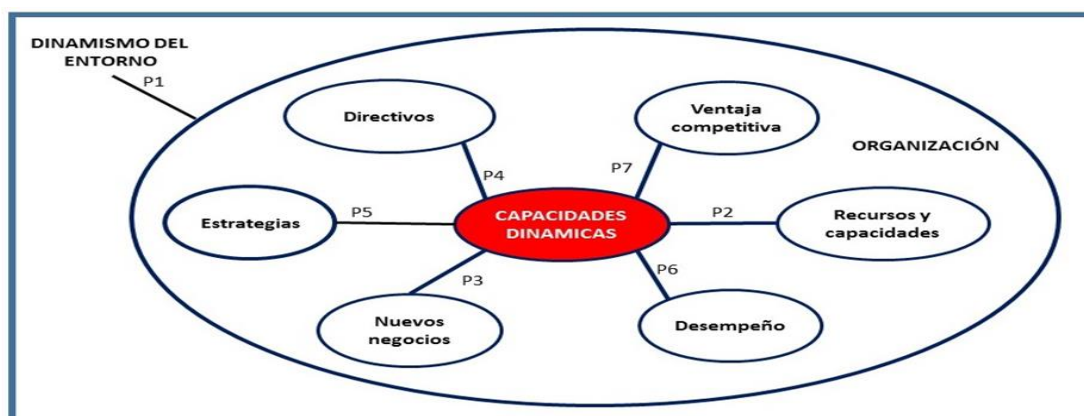 DINAMISMO DEL
ENTORNO
P1
Directivos
Ventaja
competitiva
ORGANIZACIÓN
P4
P7
Estrategias
P5
CAPACIDADES
DINAMICAS
P2
Recursos y
capacidades
P3
P6
Nuevos
negocios
Desempeño